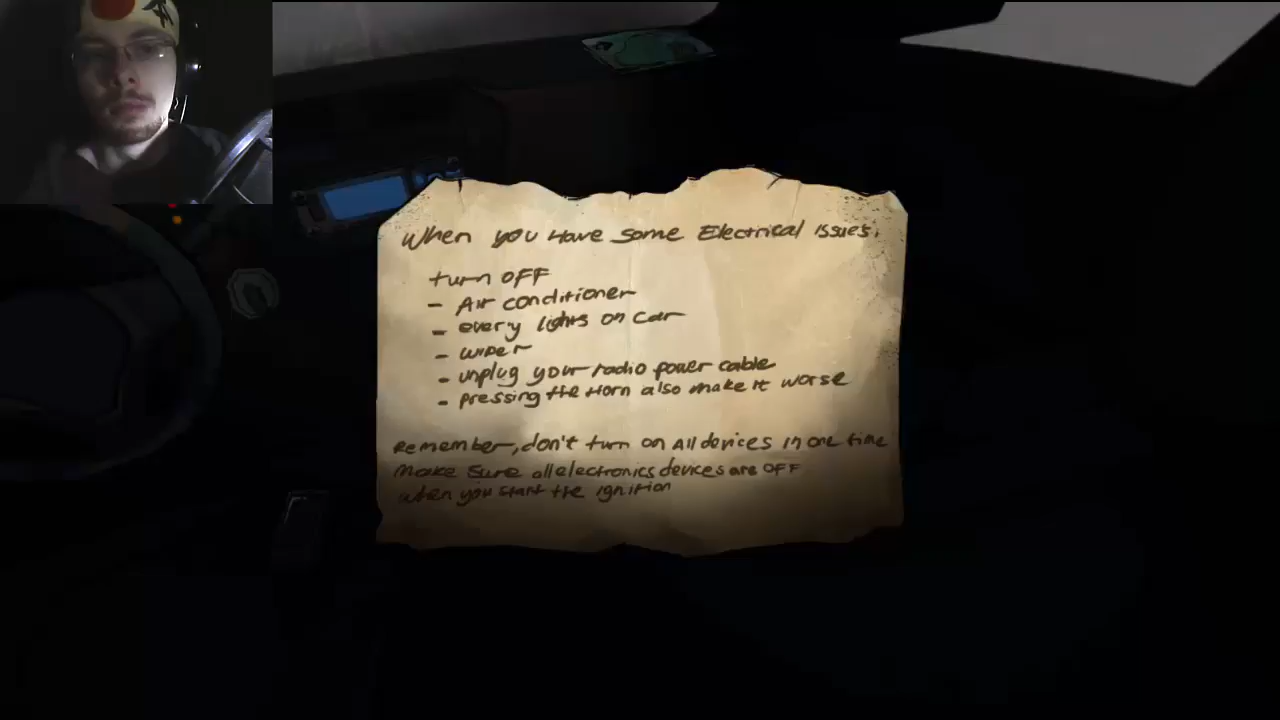 When you Have some Electrical Issues.
turn OFF
- Air conditioner
- every lights on car
- wiper
- unplug your radio power cable
- pressing the Horn also make it worse
Remember, don't turn on All devices in one time
Make sure all electronics devices are OFF
when you start the ignition